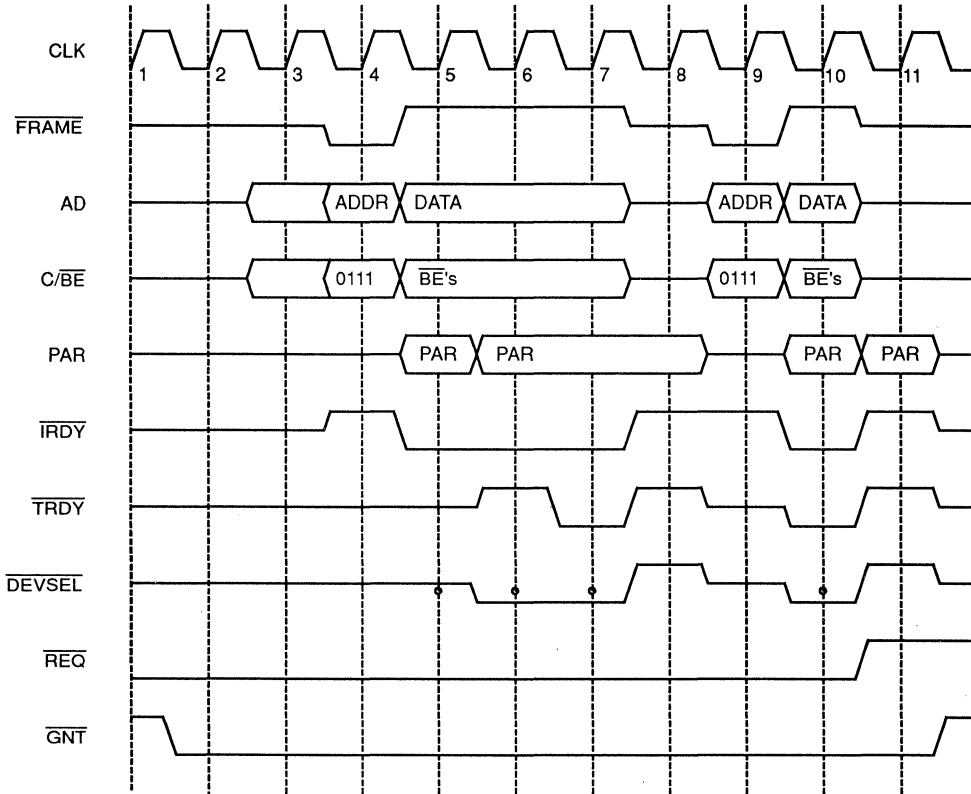 CLK
1 2 3 4 5 6 7 8 9 10 11
FRAME
AD ADDR DATA ADDR DATA
C/BE 0111 BE's 0111 BE's
PAR PAR PAR PAR PAR
IRDY
TRDY
DEVSEL
REQ
GNT